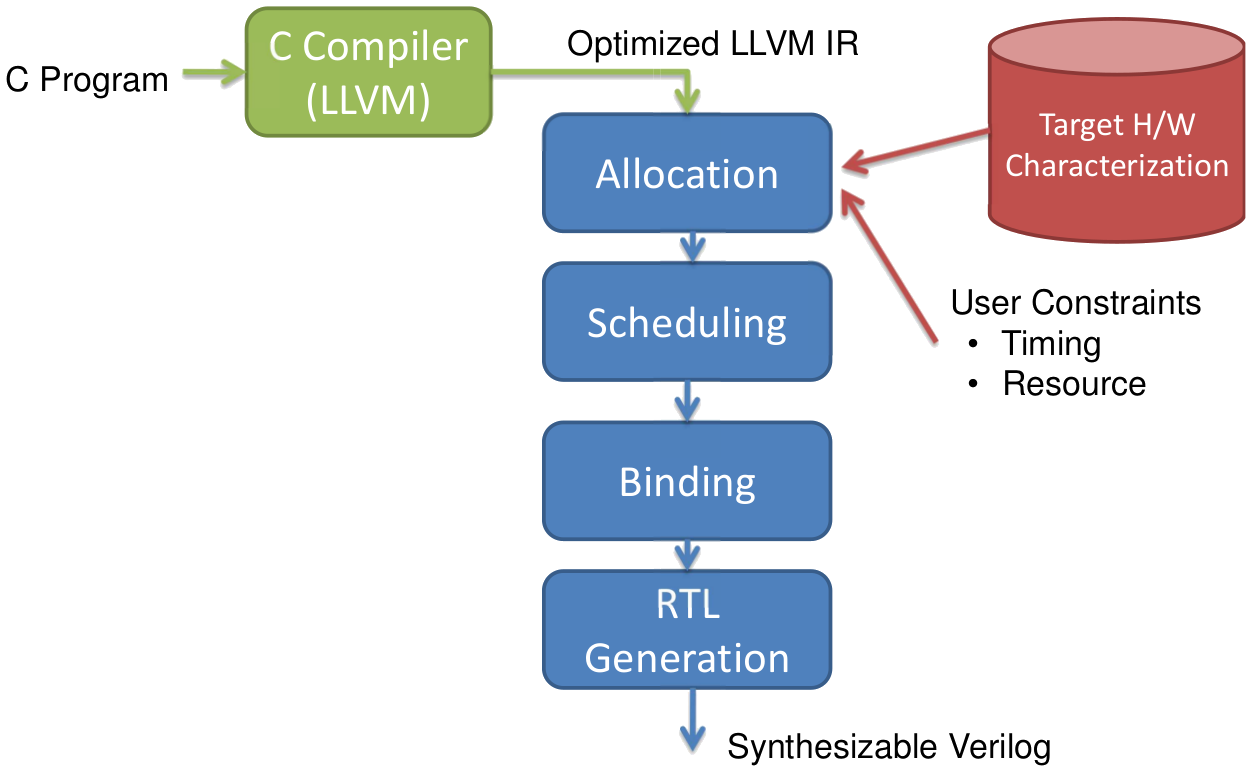 C Program
C Compiler
(LLVM)
Optimized LLVM IR
Target H/W
Characterization
Allocation
User Constraints
• Timing
• Resource
Scheduling
Binding
RTL
Generation
Synthesizable Verilog